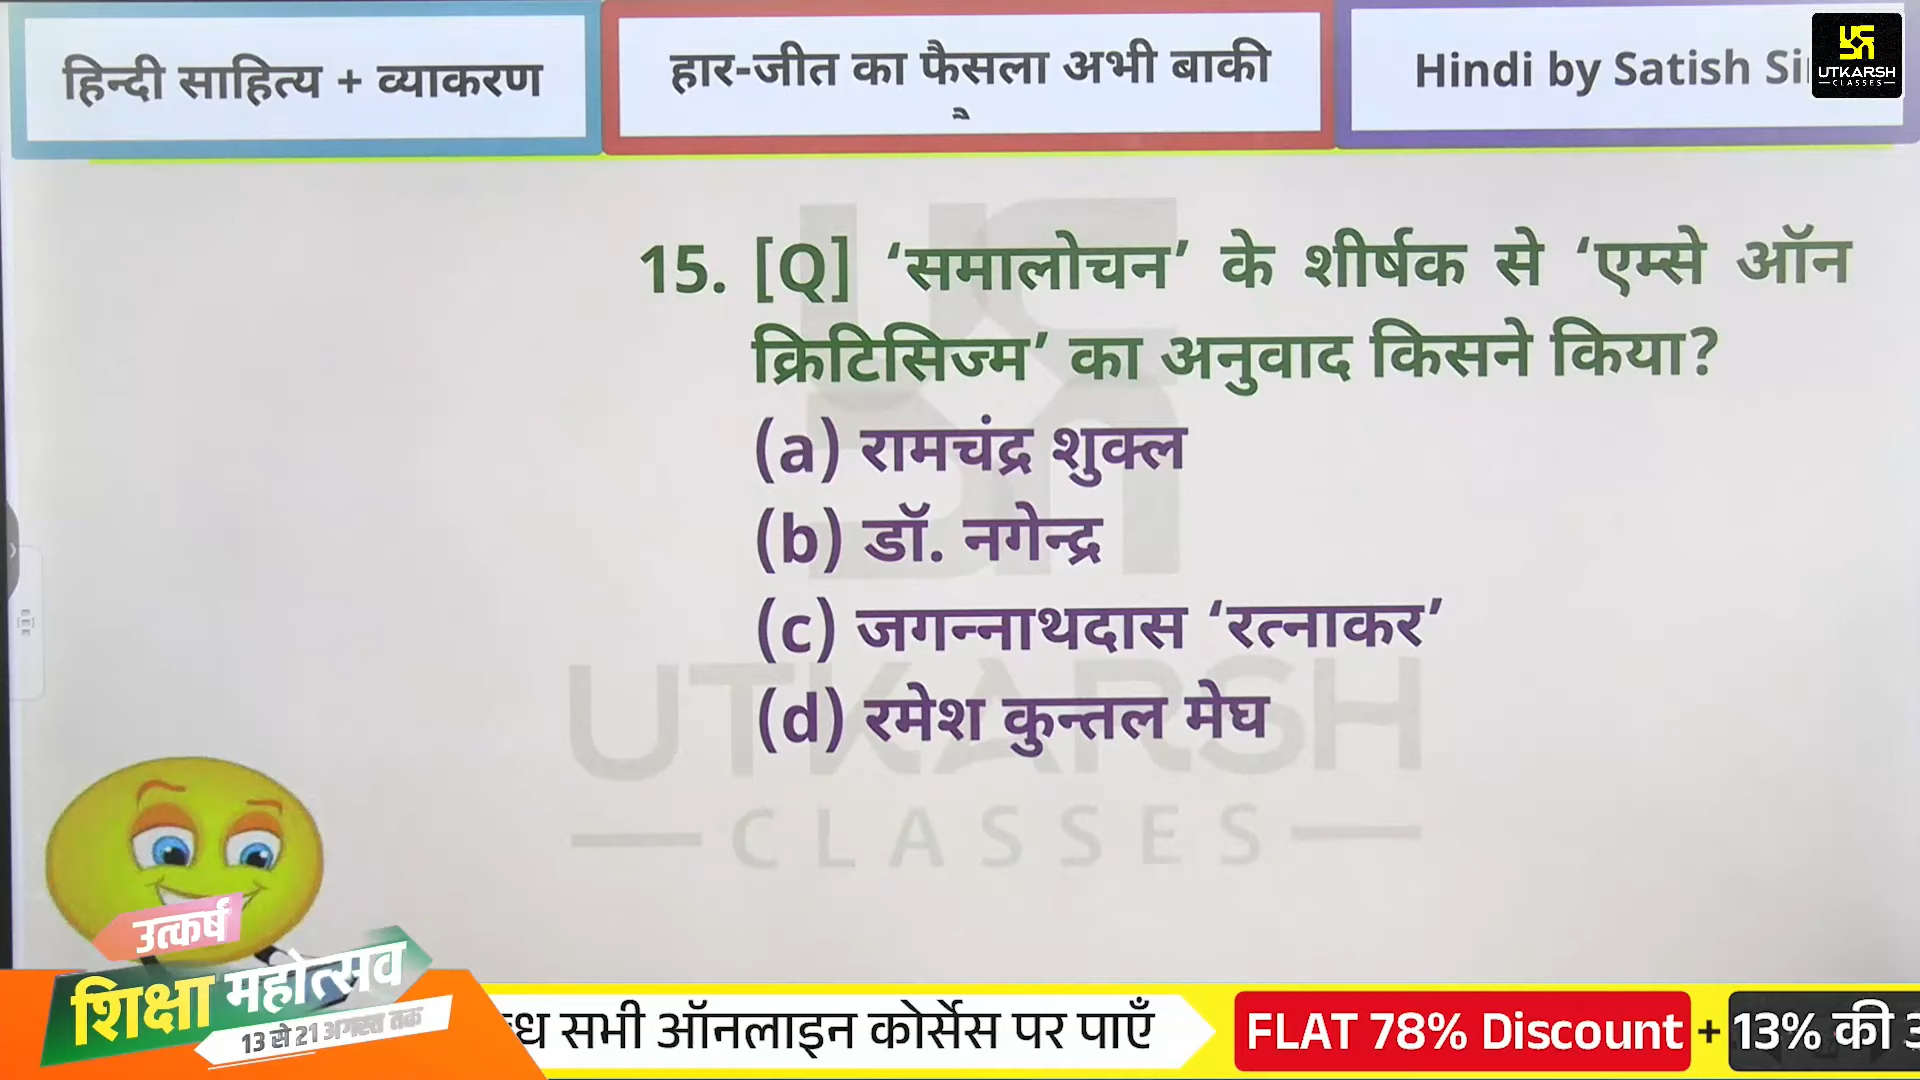 हिन्दी साहित्य + व्याकरण
हार-जीत का फैसला अभी बाकी
Hindi by Satish
UTKARSH
CLASSES
15. [Q] ‘समालोचन’ के शीर्षक से ‘एम्से ऑन
क्रिटिसिज्म’ का अनुवाद किसने किया?
(a) रामचंद्र शुक्ल
(b) डॉ. नगेन्द्र
(c) जगन्नाथदास ‘रत्नाकर’
(d) रमेश कुन्तल मेघ
UTKARSH
CLASSES
उत्कर्ष
शिक्षा महोत्सव
13 से 21 अगस्त तक
सभी ऑनलाइन कोर्सेस पर पाएँ
FLAT 78% Discount + 13% की